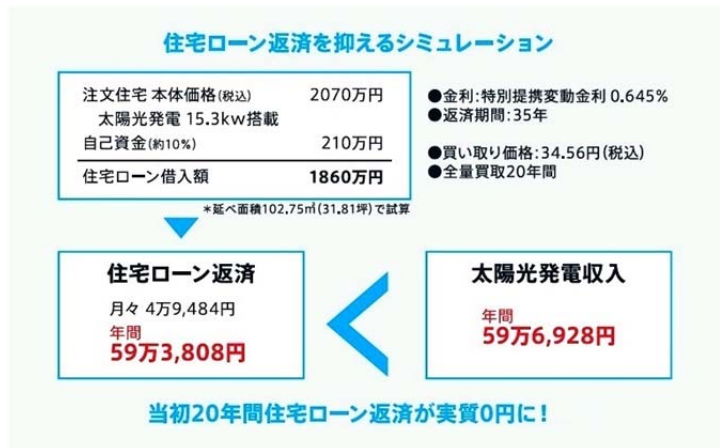 住宅ローン返済を抑えるシミュレーション
注文住宅 本体価格(税込) 2070万円
太陽光発電 15.3kw搭載
自己資金(約10%) 210万円
住宅ローン借入額 1860万円
*延べ面積102.75㎡(31.81坪)で試算
●金利:特別提携変動金利 0.645%
●返済期間:35年
●買い取り価格:34.56円(税込)
●全量買取20年間
住宅ローン返済
月々 4万9,484円
年間
59万3,808円
太陽光発電収入
年間
59万6,928円
当初20年間住宅ローン返済が実質0円に!